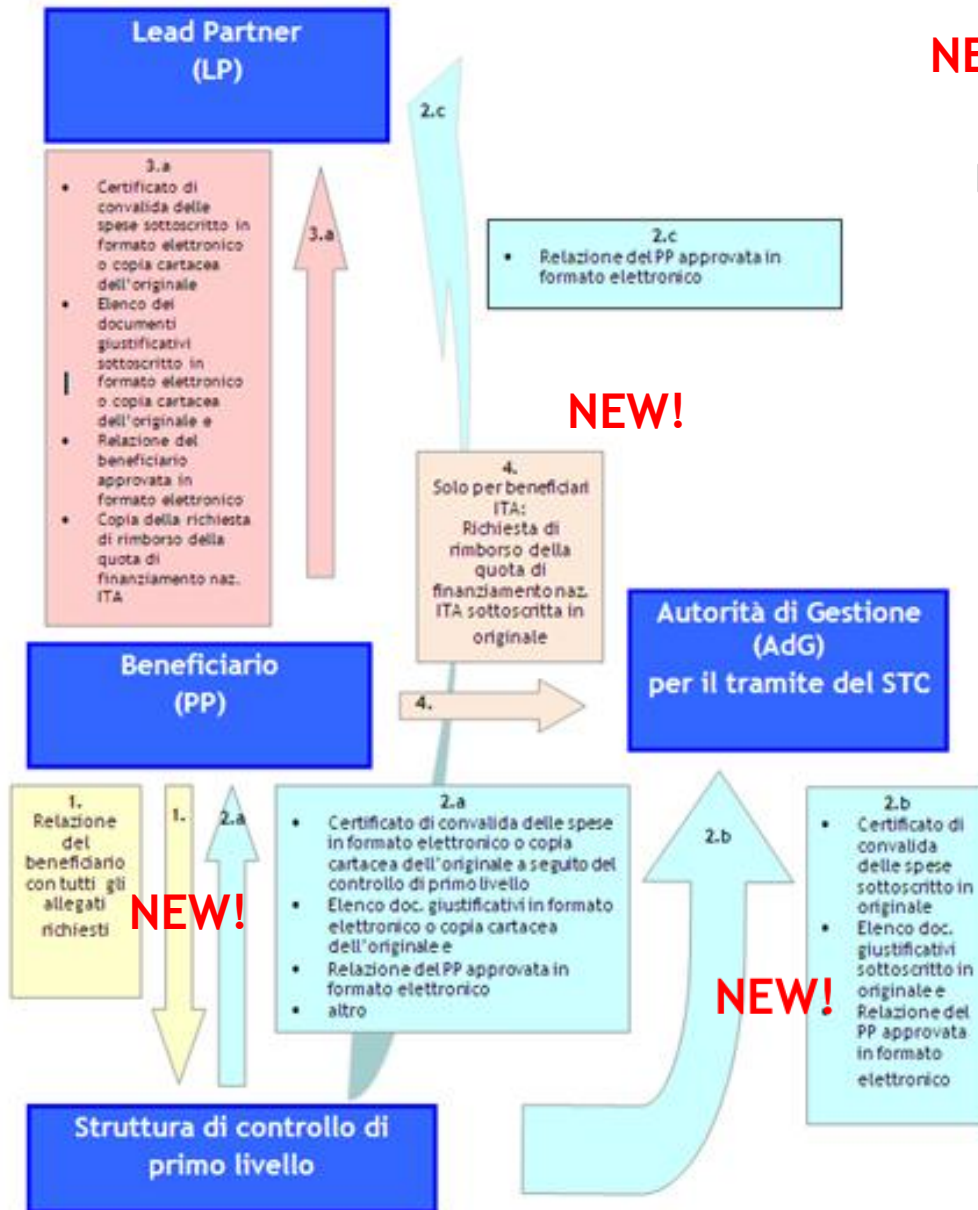 Lead Partner
(LP)
NE
2.c
3.a
• Certificato di
convalida delle
spese sottoscritto in
formato elettronico
o copia cartacea
dell'originale
• Elenco dei
documenti
giustificativi
sottoscritto in
formato elettronico
o copia cartacea
dell'originale e
• Relazione del
beneficiario
approvata in
formato elettronico
• Copia della richiesta
di rimborso della
quota di
finanziamento naz.
ITA
3.a
2.c
• Relazione del PP approvata in
formato elettronico
NEW!
4.
Solo per beneficiari
ITA:
Richiesta di
rimborso della
quota di
finanziamento naz.
ITA sottoscritta in
originale
Beneficiario
(PP)
4.
Autorità di Gestione
(AdG)
per il tramite del STC
1.
Relazione
del
beneficiario
con tutti gli
allegati
richiesti
1.
NEW!
2.a
2.a
• Certificato di convalida delle spese
in formato elettronico o copia
cartacea dell'originale a seguito del
controllo di primo livello
• Elenco doc. giustificativi in formato
elettronico o copia cartacea
dell'originale e
• Relazione del PP approvata in
formato elettronico
• altro
2.b
NEW!
2.b
• Certificato di
convalida
delle spese
sottoscritto in
originale
• Elenco doc.
giustificativi
sottoscritto in
originale e
• Relazione del
PP approvata
in formato
elettronico
Struttura di controllo di
primo livello